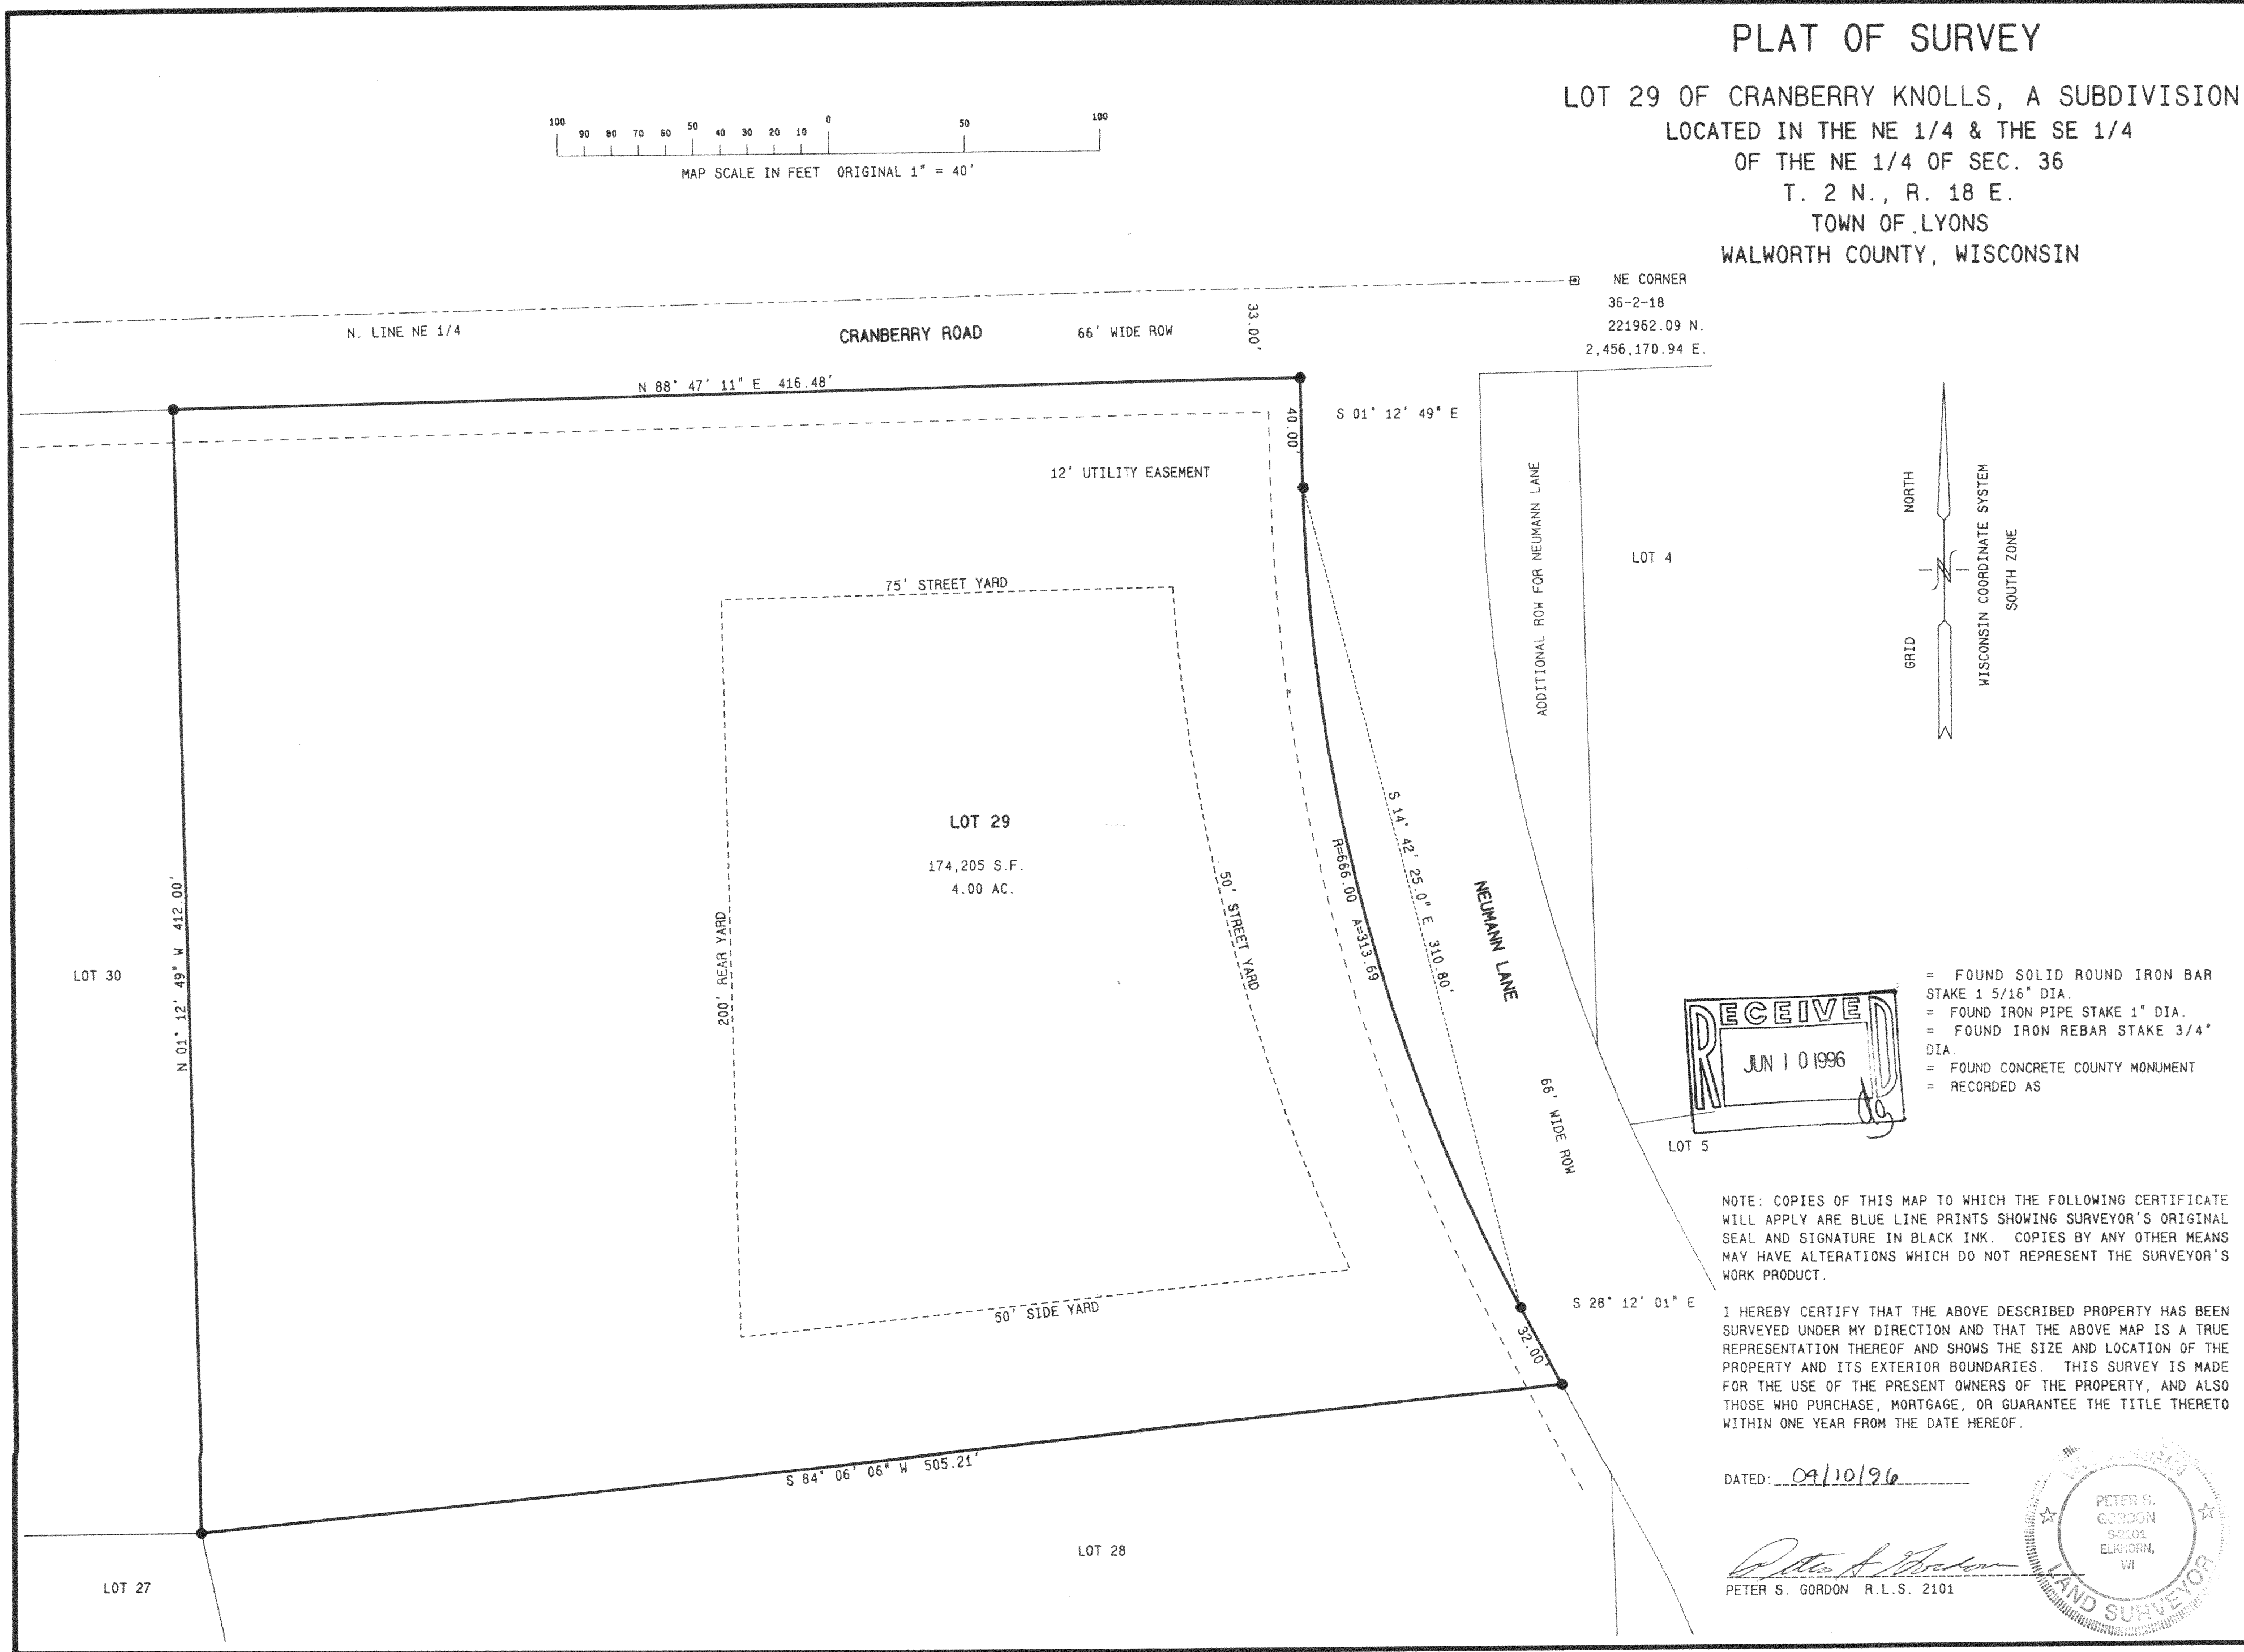 PLAT OF SURVEY
LOT 29 OF CRANBERRY KNOLLS, A SUBDIVISION
LOCATED IN THE NE 1/4 & THE SE 1/4
OF THE NE 1/4 OF SEC. 36
T. 2 N., R. 18 E.
TOWN OF LYONS
WALWORTH COUNTY, WISCONSIN
100 90 80 70 60 50 40 30 20 10 0 50 100
MAP SCALE IN FEET ORIGINAL 1" = 40'
NE CORNER
36-2-18
221962.09 N.
2,456,170.94 E.
N. LINE NE 1/4
CRANBERRY ROAD
66' WIDE ROW
33.00'
N 88° 47' 11" E 416.48'
40.00'
S 01° 12' 49" E
12' UTILITY EASEMENT
ADDITIONAL ROW FOR NEUMANN LANE
LOT 4
NORTH
GRID
WISCONSIN COORDINATE SYSTEM
SOUTH ZONE
75' STREET YARD
LOT 29
174,205 S.F.
4.00 AC.
200' REAR YARD
50' STREET YARD
R=666.00 A=313.69
S 14° 42' 25.0" E 310.80'
NEUMANN LANE
66' WIDE ROW
LOT 30
N 01° 12' 49" W 412.00'
= FOUND SOLID ROUND IRON BAR
STAKE 1 5/16" DIA.
= FOUND IRON PIPE STAKE 1" DIA.
= FOUND IRON REBAR STAKE 3/4"
DIA.
= FOUND CONCRETE COUNTY MONUMENT
= RECORDED AS
RECEIVED
JUN 10 1996
LOT 5
50' SIDE YARD
S 28° 12' 01" E
32.00'
S 84° 06' 06" W 505.21'
LOT 28
LOT 27
NOTE: COPIES OF THIS MAP TO WHICH THE FOLLOWING CERTIFICATE
WILL APPLY ARE BLUE LINE PRINTS SHOWING SURVEYOR'S ORIGINAL
SEAL AND SIGNATURE IN BLACK INK. COPIES BY ANY OTHER MEANS
MAY HAVE ALTERATIONS WHICH DO NOT REPRESENT THE SURVEYOR'S
WORK PRODUCT.
I HEREBY CERTIFY THAT THE ABOVE DESCRIBED PROPERTY HAS BEEN
SURVEYED UNDER MY DIRECTION AND THAT THE ABOVE MAP IS A TRUE
REPRESENTATION THEREOF AND SHOWS THE SIZE AND LOCATION OF THE
PROPERTY AND ITS EXTERIOR BOUNDARIES. THIS SURVEY IS MADE
FOR THE USE OF THE PRESENT OWNERS OF THE PROPERTY, AND ALSO
THOSE WHO PURCHASE, MORTGAGE, OR GUARANTEE THE TITLE THERETO
WITHIN ONE YEAR FROM THE DATE HEREOF.
DATED: 04/10/96
Peter S Gordon
PETER S. GORDON R.L.S. 2101
PETER S.
GORDON
S-2101
ELKHORN,
WI
LAND SURVEYOR